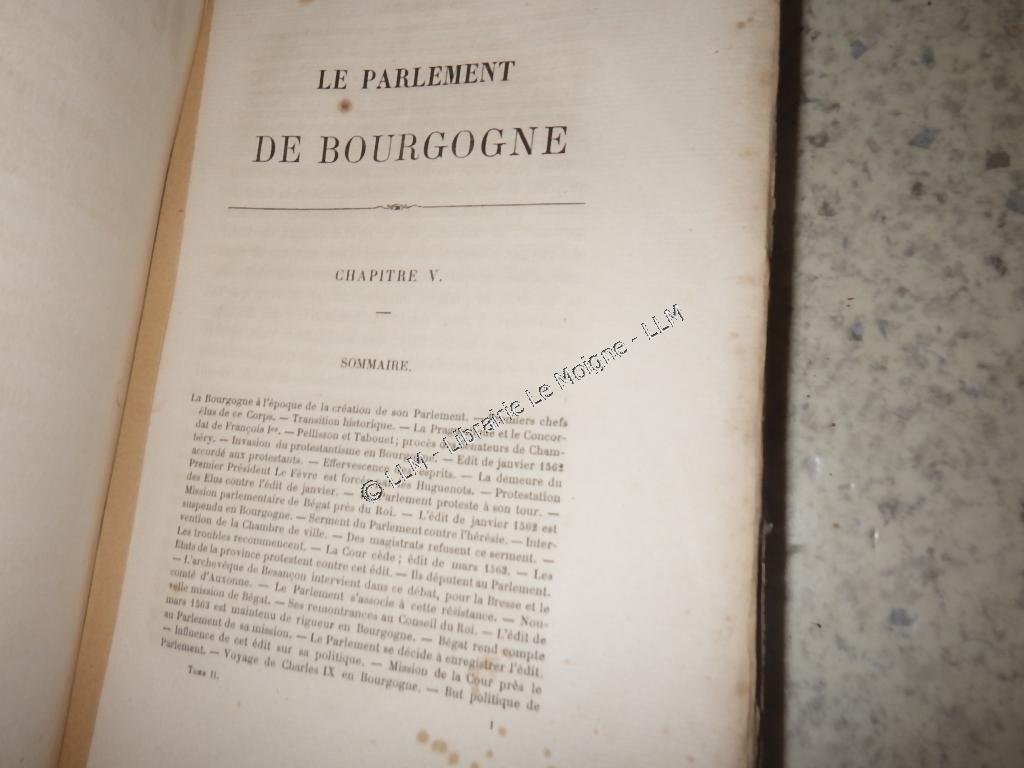 LE PARLEMENT
DE BOURGOGNE
CHAPITRE V.
SOMMAIRE.
La Bourgogne à l'époque de la création de son Parlement. — chefs
élus de ce Corps. — Transition historique. — La et le Concor-
dat de François Ier. — Pellisson et Tabouet; procès de Cham-
béry. — Invasion du protestantisme en — Edit de janvier 1562
accordé aux protestants. — Effervescence esprits. — La demeure du
Premier Président Le Fèvre est Huguenots. — Protestation
des Elus contre l'édit de janvier. — Parlement proteste à son tour. —
Mission parlementaire de Bégat près du Roi. — L'édit de janvier 1562 est
suspendu en Bourgogne. — Serment du Parlement contre l'hérésie. — Inter-
vention de la Chambre de ville. — Des magistrats refusent ce serment. —
Les troubles recommencent. — La Cour cède; édit de mars 1563. — Les
Etats de la province protestent contre cet édit. — Ils députent au Parlement.
— L'archevêque de Besançon intervient dans ce débat, pour la Bresse et le
comté d'Auxonne. — Le Parlement s'associe à cette résistance. — Nou-
velle mission de Bégat. — Ses remontrances au Conseil du Roi. — L'édit de
mars 1563 est maintenu de rigueur en Bourgogne. — Bégat rend compte
au Parlement de sa mission. — Le Parlement se décide à enregistrer l'édit.
— Influence de cet édit sur sa politique. — Mission de la Cour près le
Parlement. — Voyage de Charles IX en Bourgogne. — But politique de
Tome II.
1
© LLM - Librairie Le Moigne - LLM